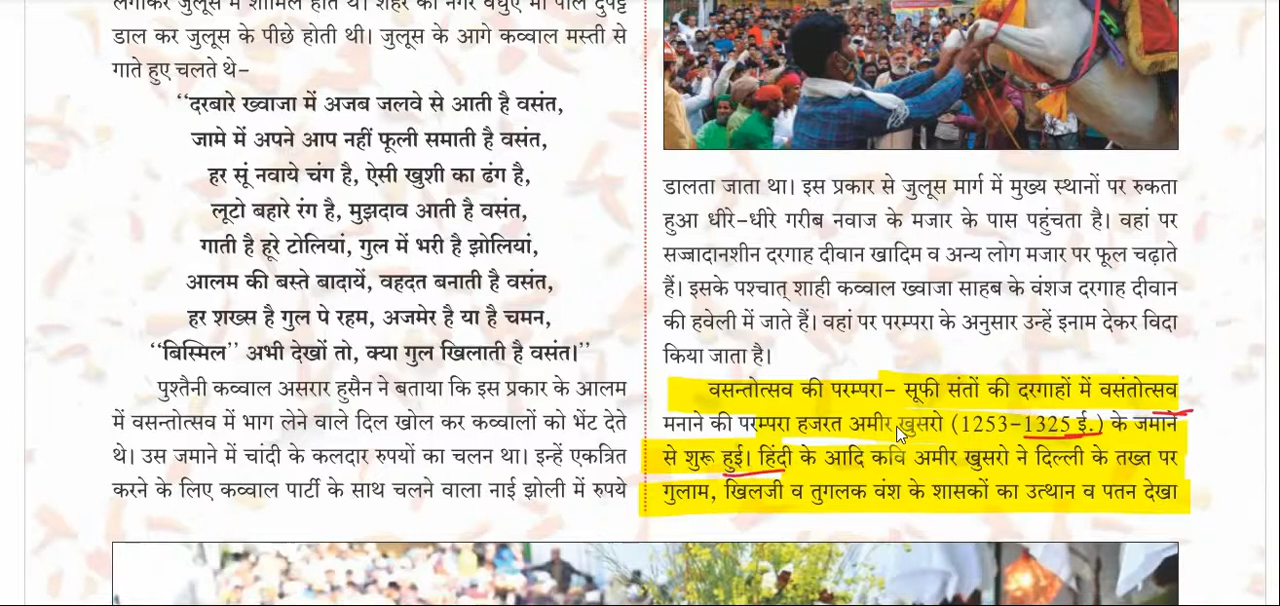 लगाकर जुलूस में शामिल होते थे। शहर की नगर वधुएं भी पीले दुपट्टे
डाल कर जुलूस के पीछे होती थी। जुलूस के आगे कव्वाल मस्ती से
गाते हुए चलते थे-
‘‘दरबारे ख्वाजा में अजब जलवे से आती है वसंत,
जामे में अपने आप नहीं फूली समाती है वसंत,
हर सूं नवाये चंग है, ऐसी खुशी का ढंग है,
लूटो बहारे रंग है, मुझदाव आती है वसंत,
गाती है हूरे टोलियां, गुल में भरी है झोलियां,
आलम की बस्ते बादायें, वहदत बनाती है वसंत,
हर शख्स है गुल पे रहम, अजमेर है या है चमन,
‘‘बिस्मिल’’ अभी देखों तो, क्या गुल खिलाती है वसंत।’’
पुश्तैनी कव्वाल असरार हुसैन ने बताया कि इस प्रकार के आलम
में वसन्तोत्सव में भाग लेने वाले दिल खोल कर कव्वालों को भेंट देते
थे। उस जमाने में चांदी के कलदार रुपयों का चलन था। इन्हें एकत्रित
करने के लिए कव्वाल पार्टी के साथ चलने वाला नाई झोली में रुपये
डालता जाता था। इस प्रकार से जुलूस मार्ग में मुख्य स्थानों पर रुकता
हुआ धीरे-धीरे गरीब नवाज के मजार के पास पहुंचता है। वहां पर
सज्जादानशीन दरगाह दीवान खादिम व अन्य लोग मजार पर फूल चढ़ाते
हैं। इसके पश्चात् शाही कव्वाल ख्वाजा साहब के वंशज दरगाह दीवान
की हवेली में जाते हैं। वहां पर परम्परा के अनुसार उन्हें इनाम देकर विदा
किया जाता है।
वसन्तोत्सव की परम्परा- सूफी संतों की दरगाहों में वसंतोत्सव
मनाने की परम्परा हजरत अमीर खुसरो (1253-1325 ई.) के जमाने
से शुरू हुई। हिंदी के आदि कवि अमीर खुसरो ने दिल्ली के तख्त पर
गुलाम, खिलजी व तुगलक वंश के शासकों का उत्थान व पतन देखा